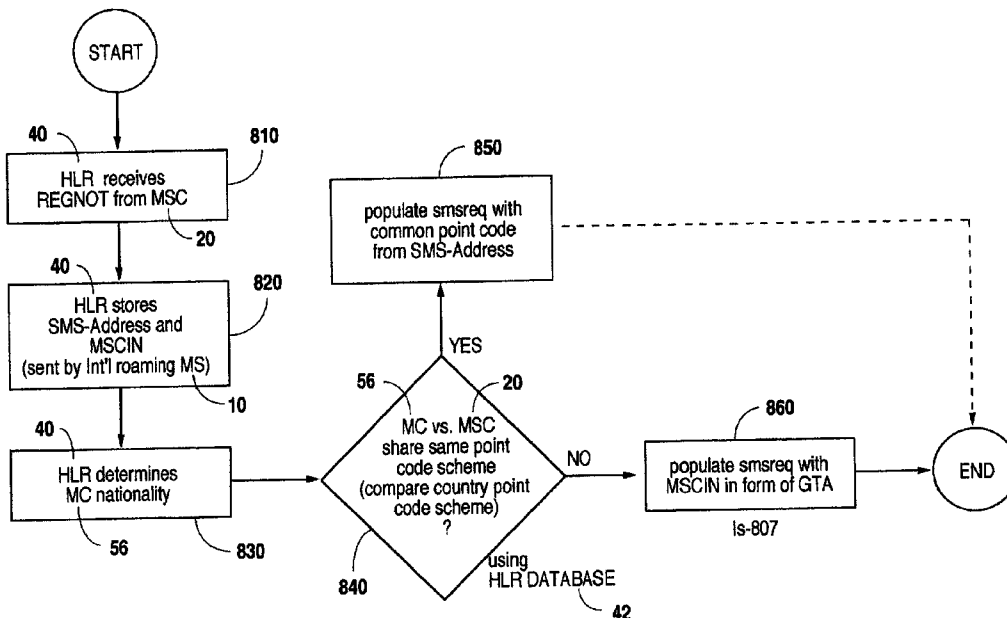 START
40
810
HLR receives
REGNOT from MSC
20
40
820
HLR stores
SMS-Address and
MSCIN
(sent by Int'l roaming MS)
10
40
HLR determines
MC nationality
56
830
850
populate smsreq with
common point code
from SMS-Address
YES
56
20
MC vs. MSC
share same point
code scheme
(compare country point
code scheme)
?
840
using
HLR DATABASE
42
NO
860
populate smsreq with
MSCIN in form of GTA
Is-807
END